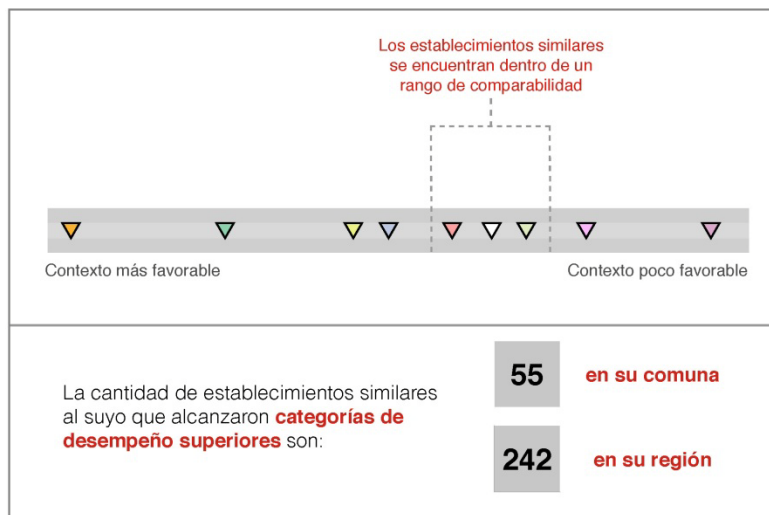 Los establecimientos similares
se encuentran dentro de un
rango de comparabilidad
Contexto más favorable
Contexto poco favorable
La cantidad de establecimientos similares
al suyo que alcanzaron categorías de
desempeño superiores son:
55
en su comuna
242
en su región